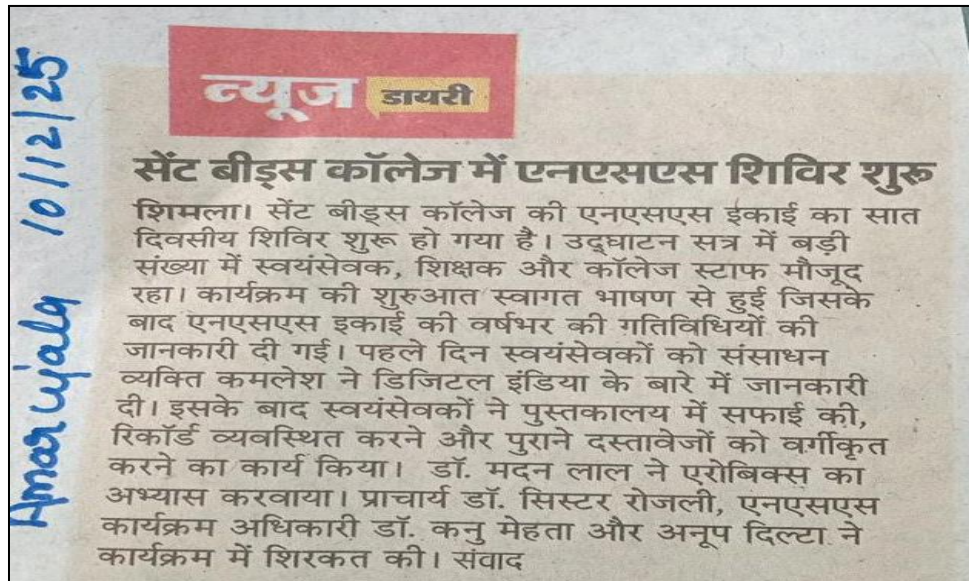 Amar ujala 10/12/25
न्यूज डायरी
सेंट बीड्स कॉलेज में एनएसएस शिविर शुरू
शिमला। सेंट बीड्स कॉलेज की एनएसएस ईकाई का सात
दिवसीय शिविर शुरू हो गया है। उद्घाटन सत्र में बड़ी
संख्या में स्वयंसेवक, शिक्षक और कॉलेज स्टाफ मौजूद
रहा। कार्यक्रम की शुरुआत स्वागत भाषण से हुई जिसके
बाद एनएसएस इकाई की वर्षभर की गतिविधियों की
जानकारी दी गई। पहले दिन स्वयंसेवकों को संसाधन
व्यक्ति कमलेश ने डिजिटल इंडिया के बारे में जानकारी
दी। इसके बाद स्वयंसेवकों ने पुस्तकालय में सफाई की,
रिकॉर्ड व्यवस्थित करने और पुराने दस्तावेजों को वर्गीकृत
करने का कार्य किया। डॉ. मदन लाल ने एरोबिक्स का
अभ्यास करवाया। प्राचार्य डॉ. सिस्टर रोजली, एनएसएस
कार्यक्रम अधिकारी डॉ. कनु मेहता और अनूप दिल्टा ने
कार्यक्रम में शिरकत की। संवाद